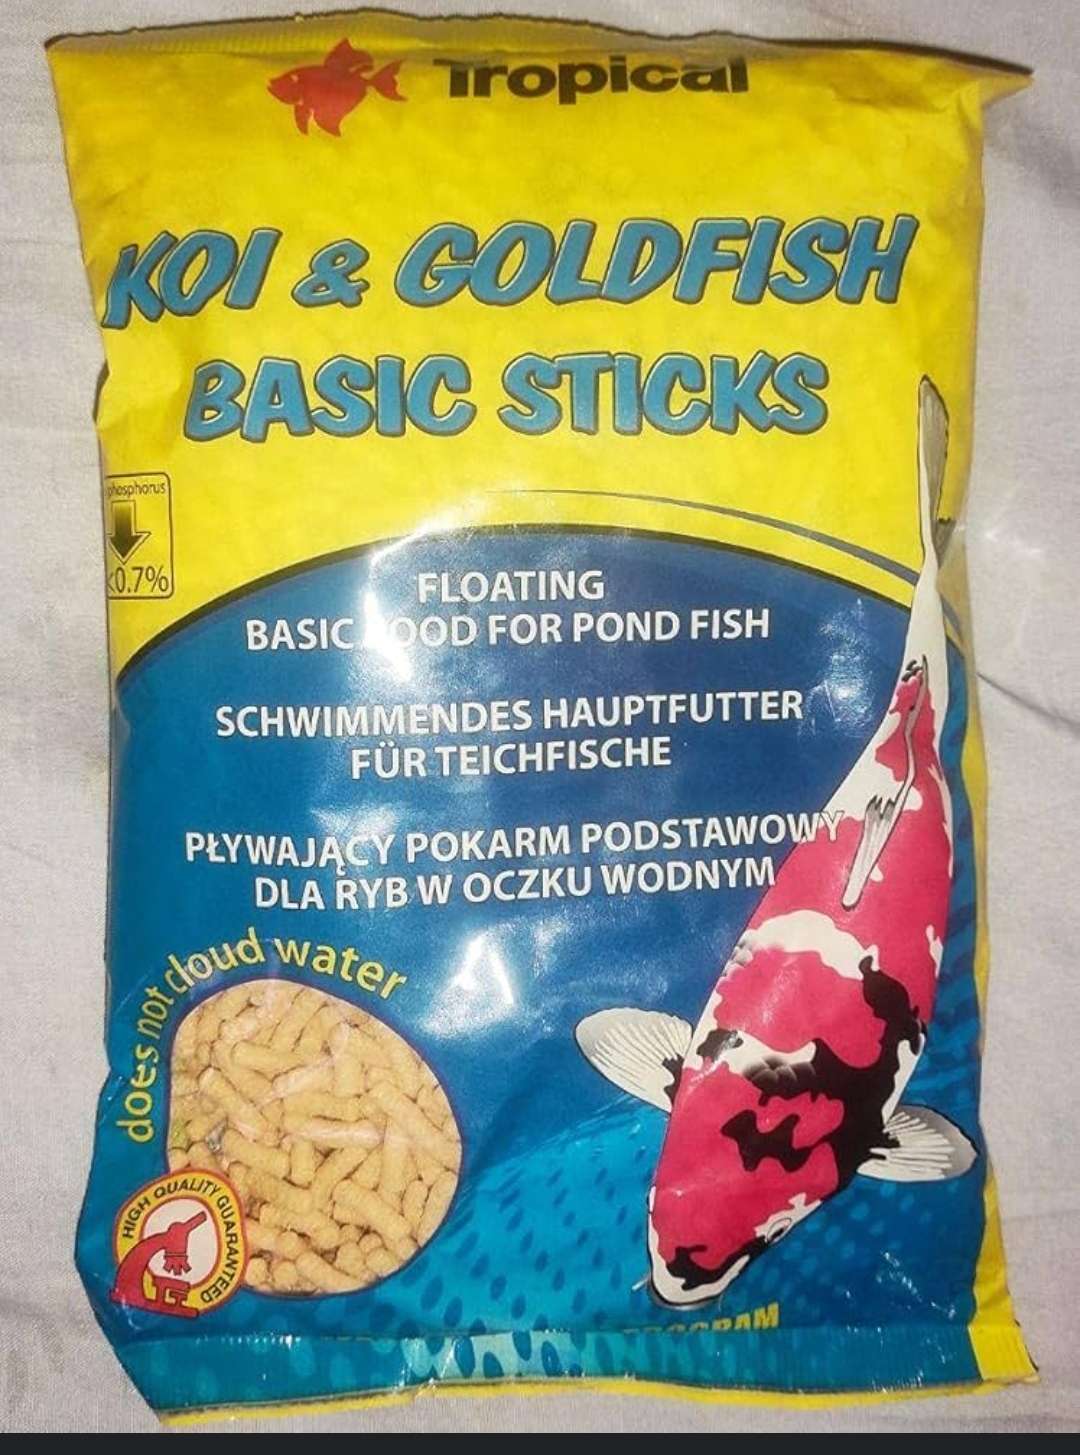 Tropical
KOI & GOLDFISH
BASIC STICKS
phosphorus
<0.7%
FLOATING
BASIC OOD FOR POND FISH
SCHWIMMENDES HAUPTFUTTER
FÜR TEICHFISCHE
PŁYWAJĄCY POKARM PODSTAWOWY
DLA RYB W OCZKU WODNYM
does not cloud water
HIGH QUALITY GUARANTEED